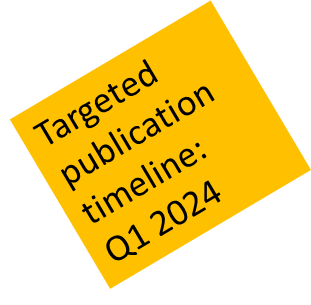 Targeted
publication
timeline:
Q1 2024